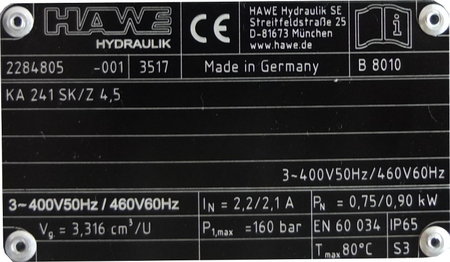 HAWE
HYDRAULIK
CE
HAWE Hydraulik SE
Streitfeldstraße 25
D-81673 München
www.hawe.de
i
2284805 -001 3517 Made in Germany B 8010
KA 241 SK/Z 4,5
3~400V50Hz/460V60Hz
3~400V50Hz / 460V60Hz IN = 2,2/2,1 A PN = 0,75/0,90 kW
Vg = 3,316 cm³/U P1,max =160 bar EN 60 034 IP65
Tmax 80°C S3